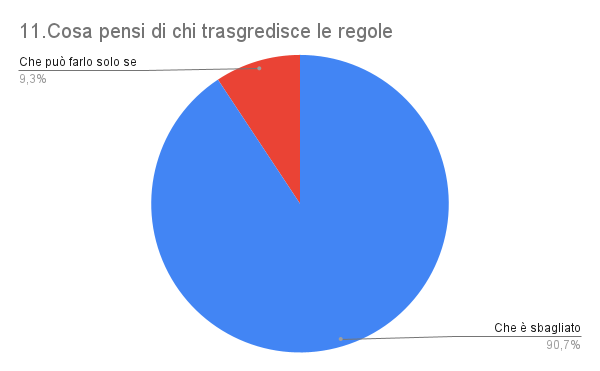 11.Cosa pensi di chi trasgredisce le regole
Che può farlo solo se
9,3%
Che è sbagliato
90,7%